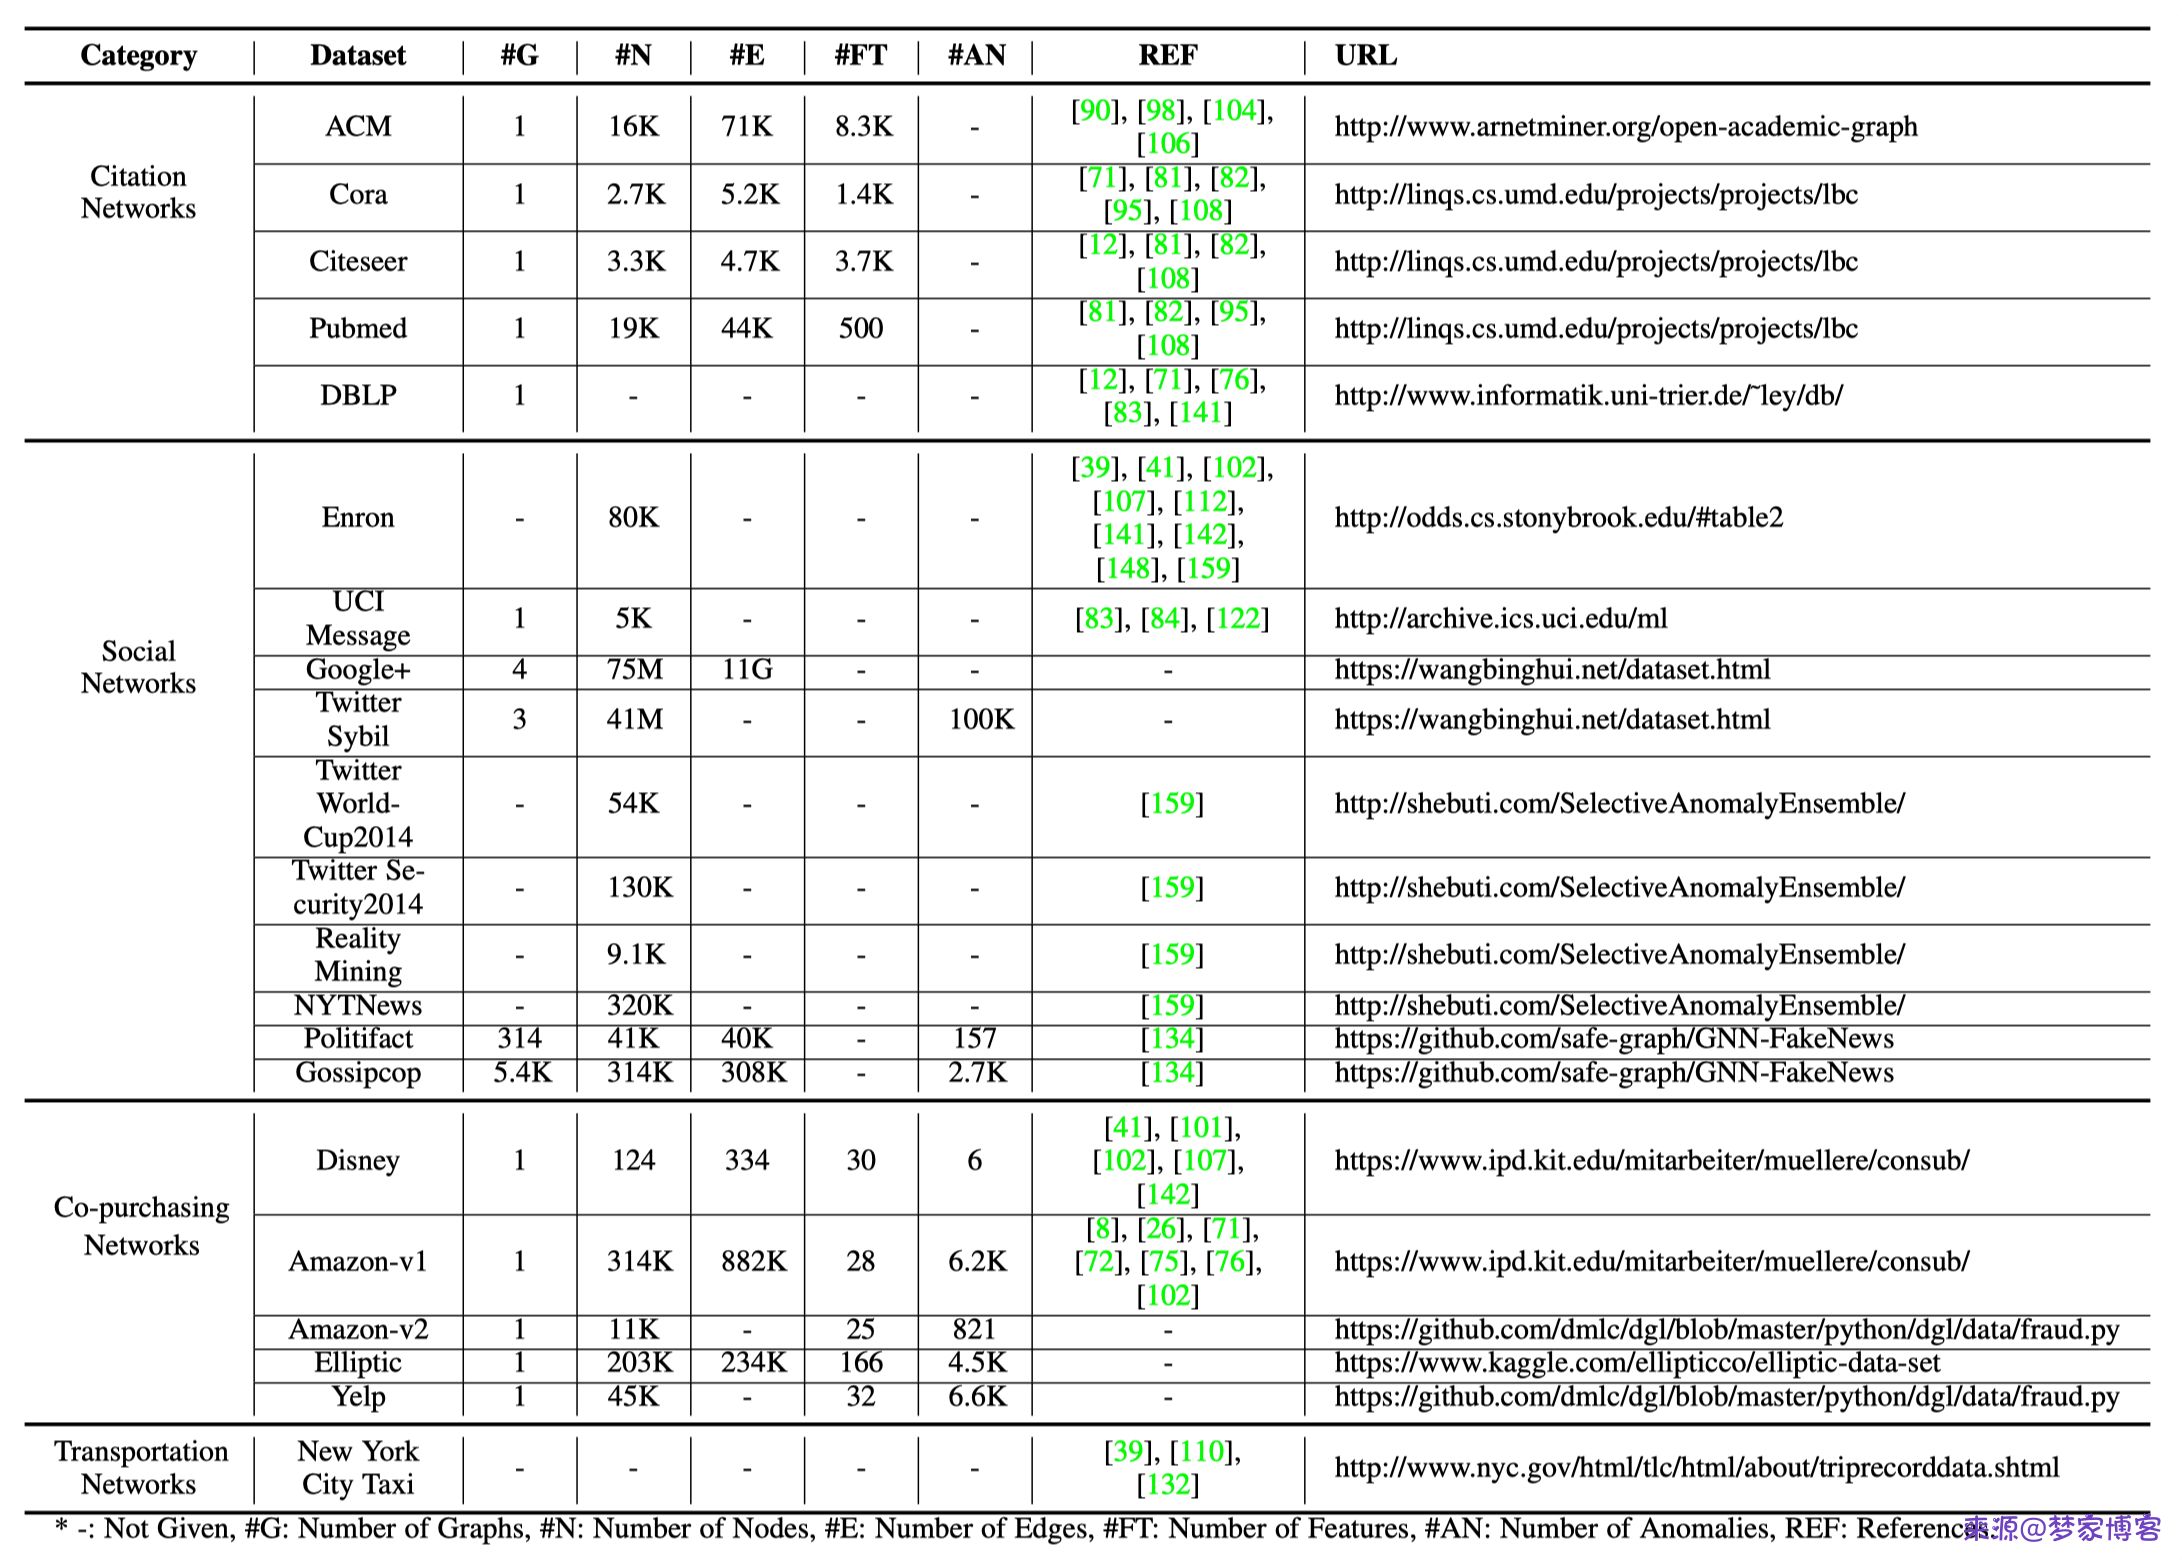 Category Dataset #G #N #E #FT #AN REF URL
Citation
Networks
ACM 1 16K 71K 8.3K - [90], [98], [104],
[106] http://www.arnetminer.org/open-academic-graph
Cora 1 2.7K 5.2K 1.4K - [71], [81], [82],
[95], [108] http://linqs.cs.umd.edu/projects/projects/lbc
Citeseer 1 3.3K 4.7K 3.7K - [12], [81], [82],
[108] http://linqs.cs.umd.edu/projects/projects/lbc
Pubmed 1 19K 44K 500 - [81], [82], [95],
[108] http://linqs.cs.umd.edu/projects/projects/lbc
DBLP 1 - - - - [12], [71], [76],
[83], [141] http://www.informatik.uni-trier.de/~ley/db/
Social
Networks
Enron - 80K - - - [39], [41], [102],
[107], [112],
[141], [142],
[148], [159] http://odds.cs.stonybrook.edu/#table2
UCI
Message 1 5K - - - [83], [84], [122] http://archive.ics.uci.edu/ml
Google+ 4 75M 11G - - - https://wangbinghui.net/dataset.html
Twitter
Sybil 3 41M - - 100K - https://wangbinghui.net/dataset.html
Twitter
World-
Cup2014 - 54K - - - [159] http://shebuti.com/SelectiveAnomalyEnsemble/
Twitter Se-
curity2014 - 130K - - - [159] http://shebuti.com/SelectiveAnomalyEnsemble/
Reality
Mining - 9.1K - - - [159] http://shebuti.com/SelectiveAnomalyEnsemble/
NYTNews - 320K - - - [159] http://shebuti.com/SelectiveAnomalyEnsemble/
Politifact 314 41K 40K - 157 [134] https://github.com/safe-graph/GNN-FakeNews
Gossipcop 5.4K 314K 308K - 2.7K [134] https://github.com/safe-graph/GNN-FakeNews
Co-purchasing
Networks
Disney 1 124 334 30 6 [41], [101],
[102], [107],
[142] https://www.ipd.kit.edu/mitarbeiter/muellere/consub/
Amazon-v1 1 314K 882K 28 6.2K [8], [26], [71],
[72], [75], [76],
[102] https://www.ipd.kit.edu/mitarbeiter/muellere/consub/
Amazon-v2 1 11K - 25 821 - https://github.com/dmlc/dgl/blob/master/python/dgl/data/fraud.py
Elliptic 1 203K 234K 166 4.5K - https://www.kaggle.com/ellipticco/elliptic-data-set
Yelp 1 45K - 32 6.6K - https://github.com/dmlc/dgl/blob/master/python/dgl/data/fraud.py
Transportation
Networks
New York
City Taxi - - - - - [39], [110],
[132] http://www.nyc.gov/html/tlc/html/about/triprecorddata.shtml
* -: Not Given, #G: Number of Graphs, #N: Number of Nodes, #E: Number of Edges, #FT: Number of Features, #AN: Number of Anomalies, REF: References.
来源@梦家博客